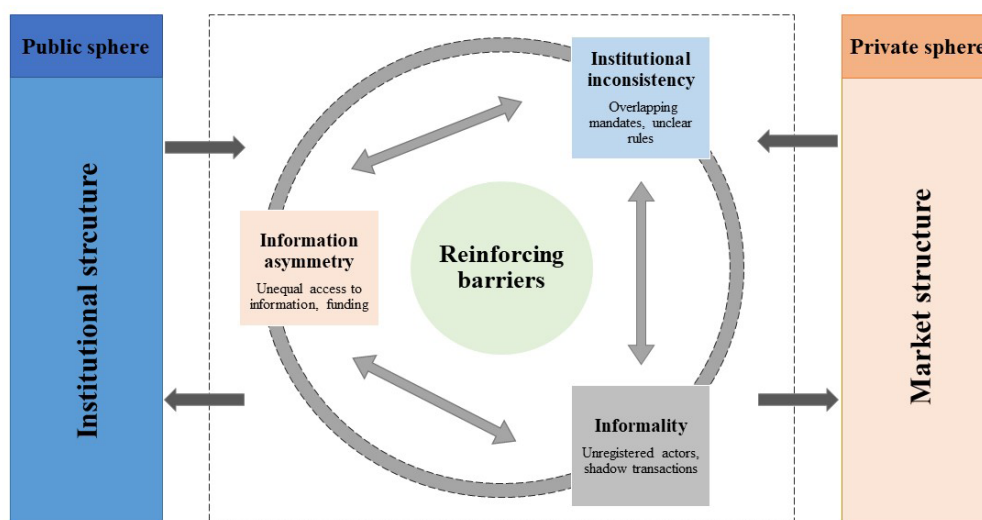 Public sphere
Institutional strcuture
Institutional
inconsistency
Overlapping
mandates, unclear
rules
Information
asymmetry
Unequal access to
information, funding
Reinforcing
barriers
Informality
Unregistered actors,
shadow transactions
Private sphere
Market structure